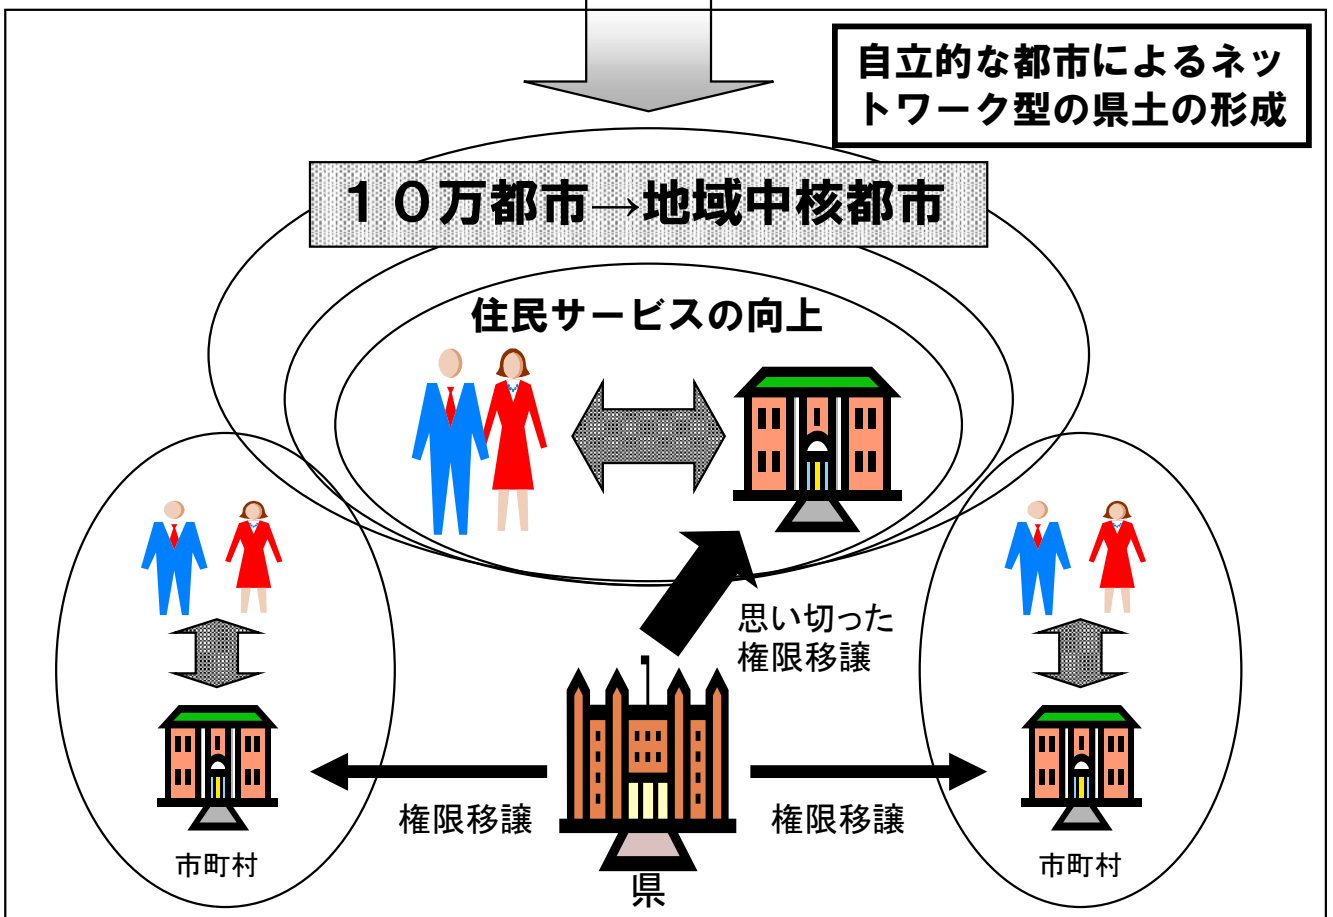 自立的な都市によるネッ
トワーク型の県土の形成
１０万都市→地域中核都市
住民サービスの向上
思い切った
権限移譲
権限移譲
権限移譲
市町村
県
市町村